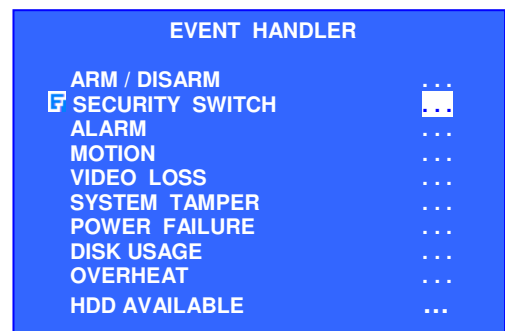 EVENT HANDLER
ARM / DISARM ...
F SECURITY SWITCH ...
ALARM ...
MOTION ...
VIDEO LOSS ...
SYSTEM TAMPER ...
POWER FAILURE ...
DISK USAGE ...
OVERHEAT ...
HDD AVAILABLE ...